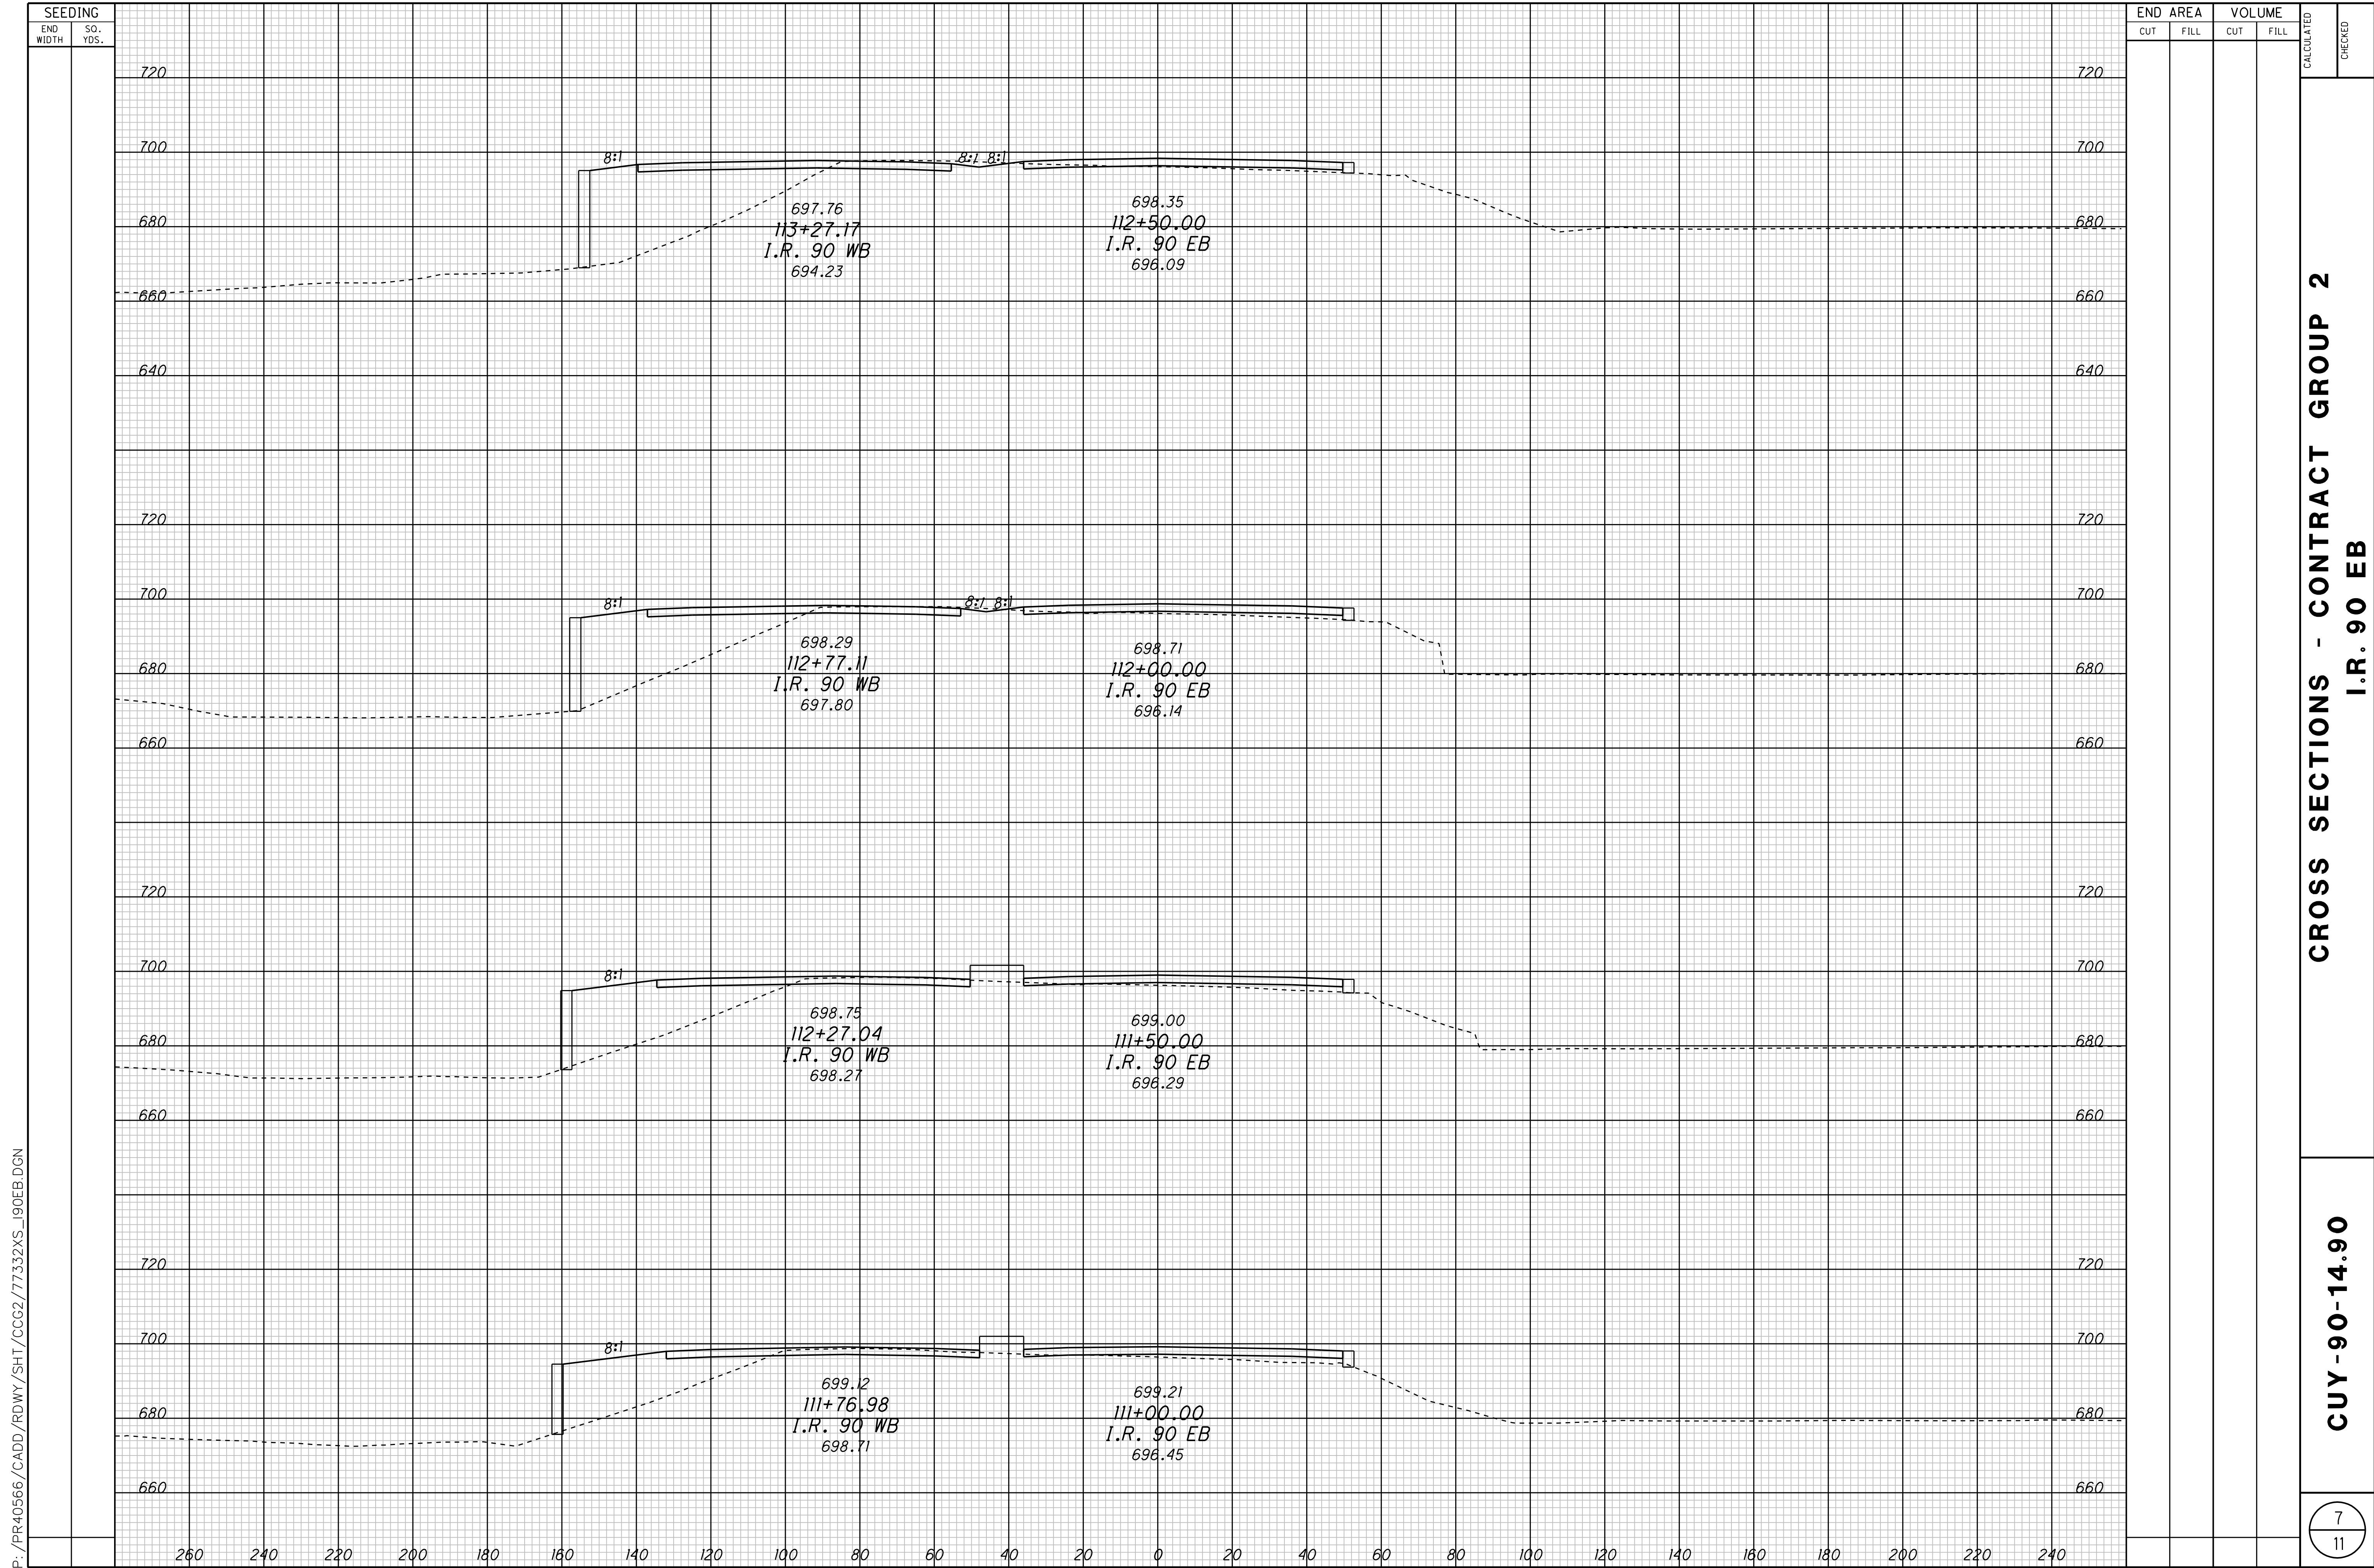 SEEDING
END WIDTH
SQ. YDS.
END AREA
VOLUME
CUT
FILL
CUT
FILL
CALCULATED
CHECKED
720
720
700
700
8:1
8:1
8:1
697.76
113+27.17
I.R. 90 WB
694.23
698.35
112+50.00
I.R. 90 EB
696.09
680
680
660
660
640
640
720
720
700
700
8:1
8:1
8:1
698.29
112+77.11
I.R. 90 WB
697.80
698.71
112+00.00
I.R. 90 EB
696.14
680
680
660
660
720
720
700
700
8:1
698.75
112+27.04
I.R. 90 WB
698.27
699.00
111+50.00
I.R. 90 EB
696.29
680
680
660
660
720
720
700
700
8:1
699.12
111+76.98
I.R. 90 WB
698.71
699.21
111+00.00
I.R. 90 EB
696.45
680
680
660
660
260 240 220 200 180 160 140 120 100 80 60 40 20 0 20 40 60 80 100 120 140 160 180 200 220 240
P:/PR40566/CADD/RDWY/SHT/CCG2/77332XS_I90EB.DGN
CROSS SECTIONS - CONTRACT GROUP 2
I.R. 90 EB
CUY-90-14.90
7
11